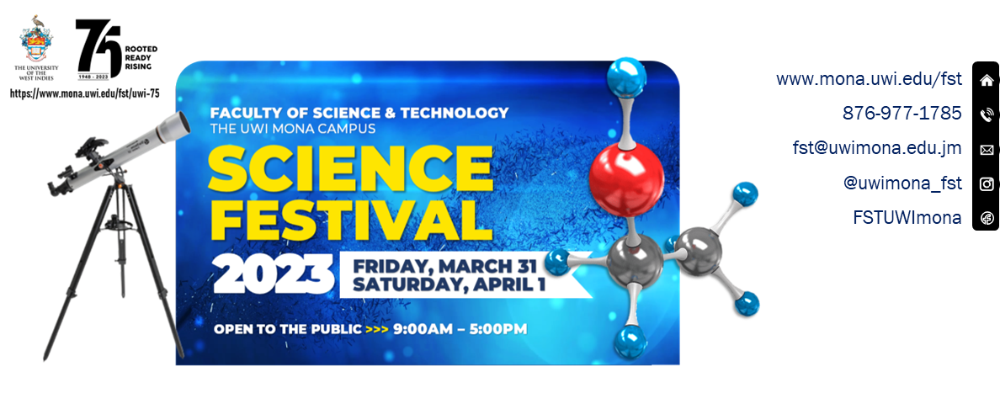 THE UNIVERSITY
OF THE
WEST INDIES
75
1948 - 2023
ROOTED
READY
RISING
https://www.mona.uwi.edu/fst/uwi-75
FACULTY OF SCIENCE & TECHNOLOGY
THE UWI MONA CAMPUS
SCIENCE
FESTIVAL
2023
FRIDAY, MARCH 31
SATURDAY, APRIL 1
OPEN TO THE PUBLIC >>> 9:00AM – 5:00PM
www.mona.uwi.edu/fst
876-977-1785
fst@uwimona.edu.jm
@uwimona_fst
FSTUWImona